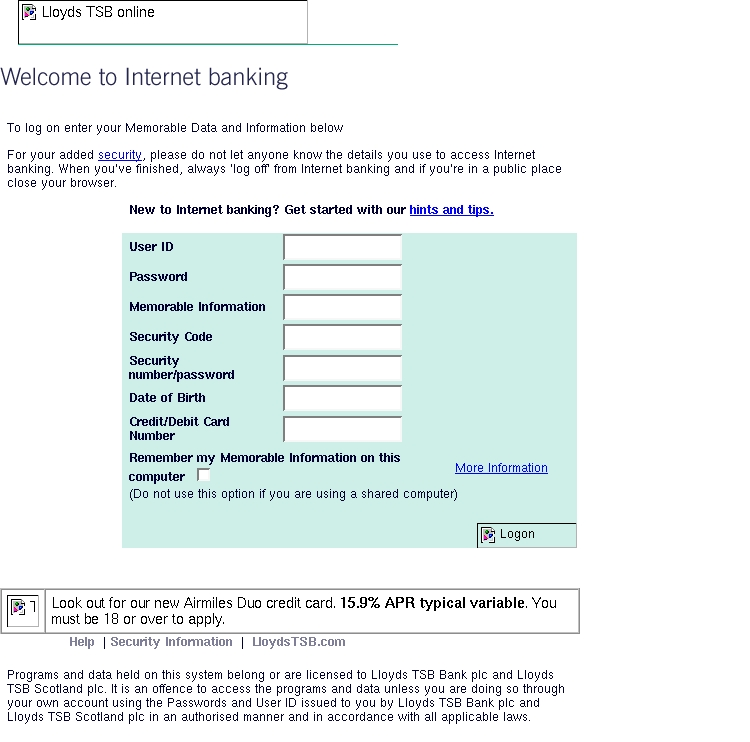 Lloyds TSB online
Welcome to Internet banking
To log on enter your Memorable Data and Information below
For your added security, please do not let anyone know the details you use to access Internet
banking. When you've finished, always 'log off' from Internet banking and if you're in a public place
close your browser.
New to Internet banking? Get started with our hints and tips.
User ID
Password
Memorable Information
Security Code
Security
number/password
Date of Birth
Credit/Debit Card
Number
Remember my Memorable Information on this
computer
More Information
(Do not use this option if you are using a shared computer)
Logon
Look out for our new Airmiles Duo credit card. 15.9% APR typical variable. You
must be 18 or over to apply.
Help | Security Information | LloydsTSB.com
Programs and data held on this system belong or are licensed to Lloyds TSB Bank plc and Lloyds
TSB Scotland plc. It is an offence to access the programs and data unless you are doing so through
your own account using the Passwords and User ID issued to you by Lloyds TSB Bank plc and
Lloyds TSB Scotland plc in an authorised manner and in accordance with all applicable laws.